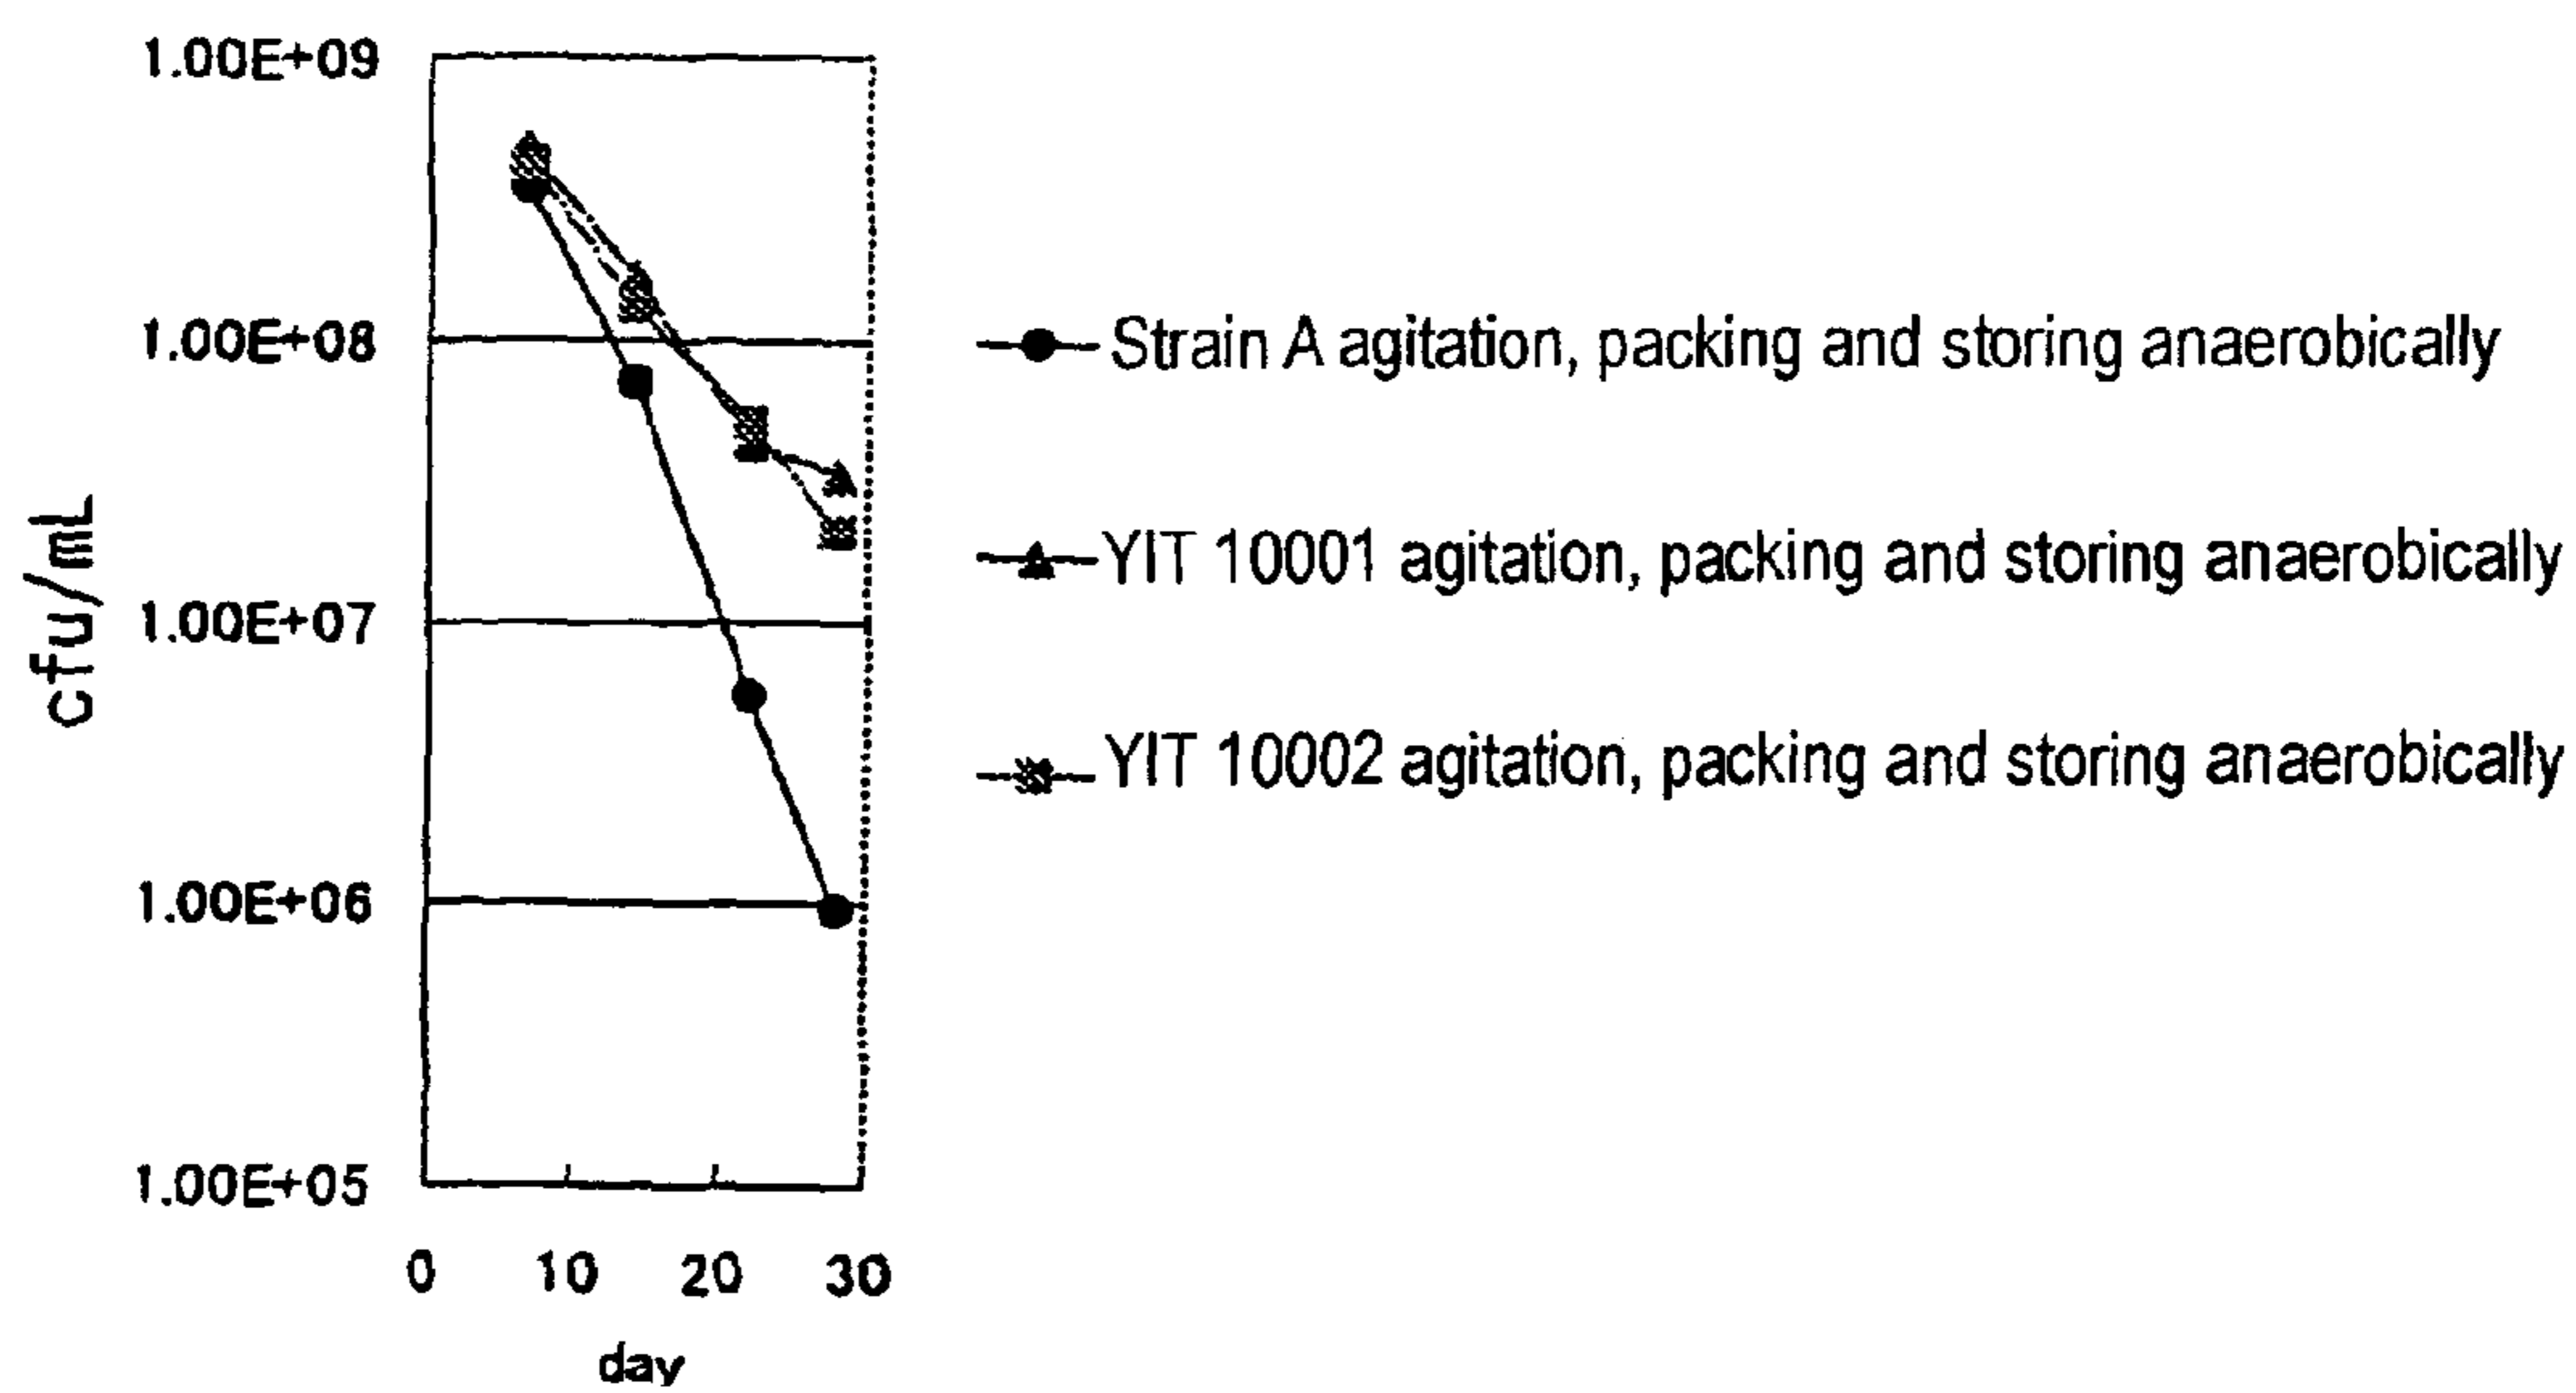 1.00E+09
1.00E+08
1.00E+07
1.00E+06
1.00E+05
cfu/mL
0 10 20 30
day
Strain A agitation, packing and storing anaerobically
YIT 10001 agitation, packing and storing anaerobically
YIT 10002 agitation, packing and storing anaerobically